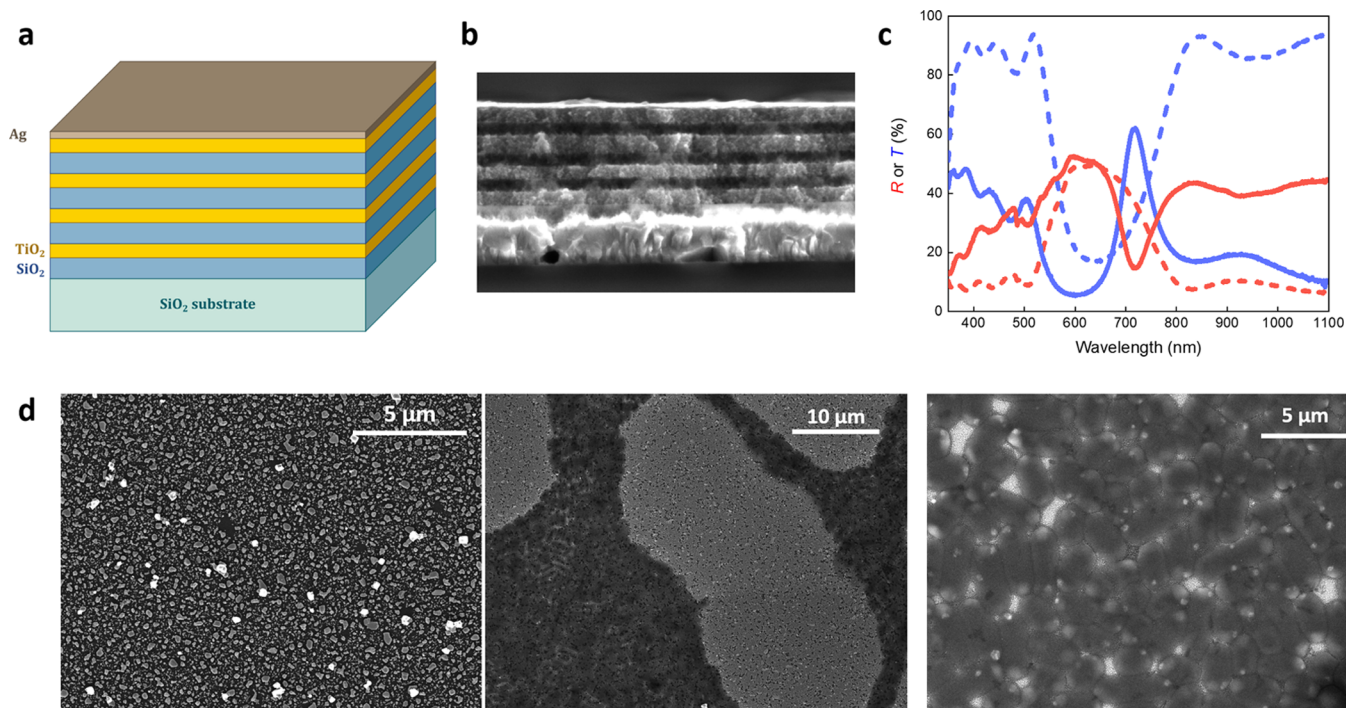 a
Ag
TiO₂
SiO₂
SiO₂ substrate
b
c
100
80
60
40
20
0
R or T (%)
400
500
600
700
800
900
1000
1100
Wavelength (nm)
d
5 μm
10 μm
5 μm